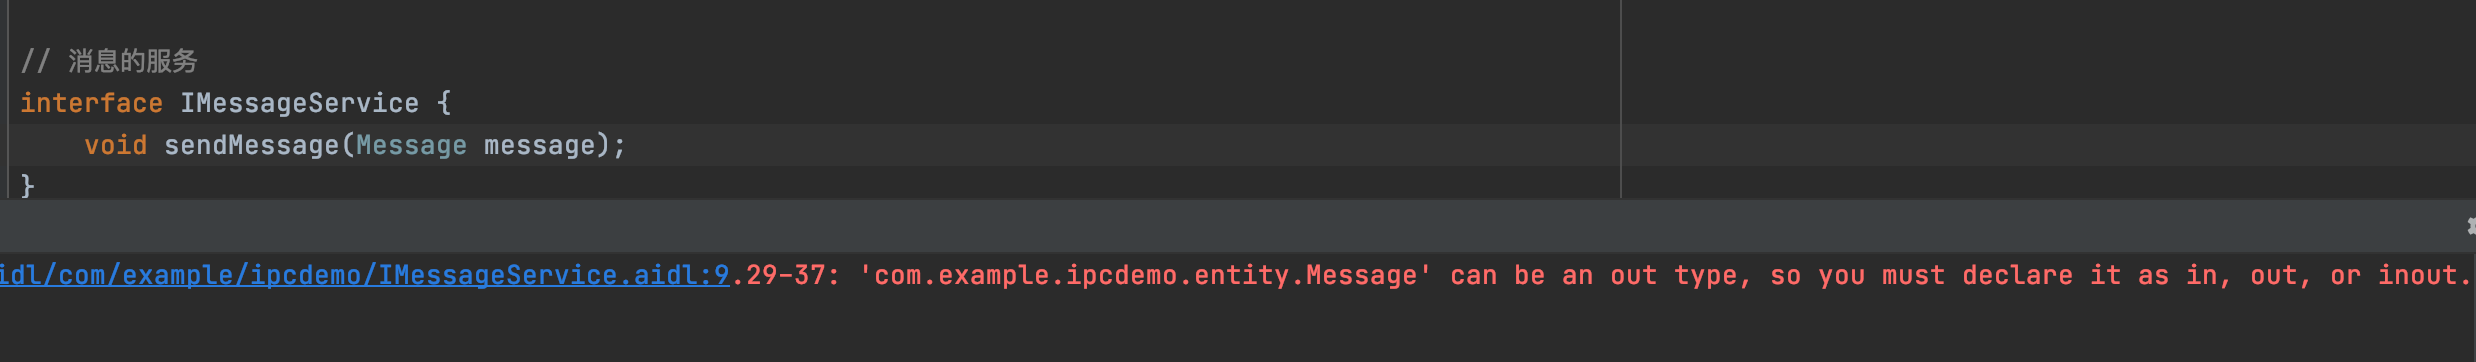 // 消息的服务
interface IMessageService {
    void sendMessage(Message message);
}
idl/com/example/ipcdemo/IMessageService.aidl:9.29-37: 'com.example.ipcdemo.entity.Message' can be an out type, so you must declare it as in, out, or inout.